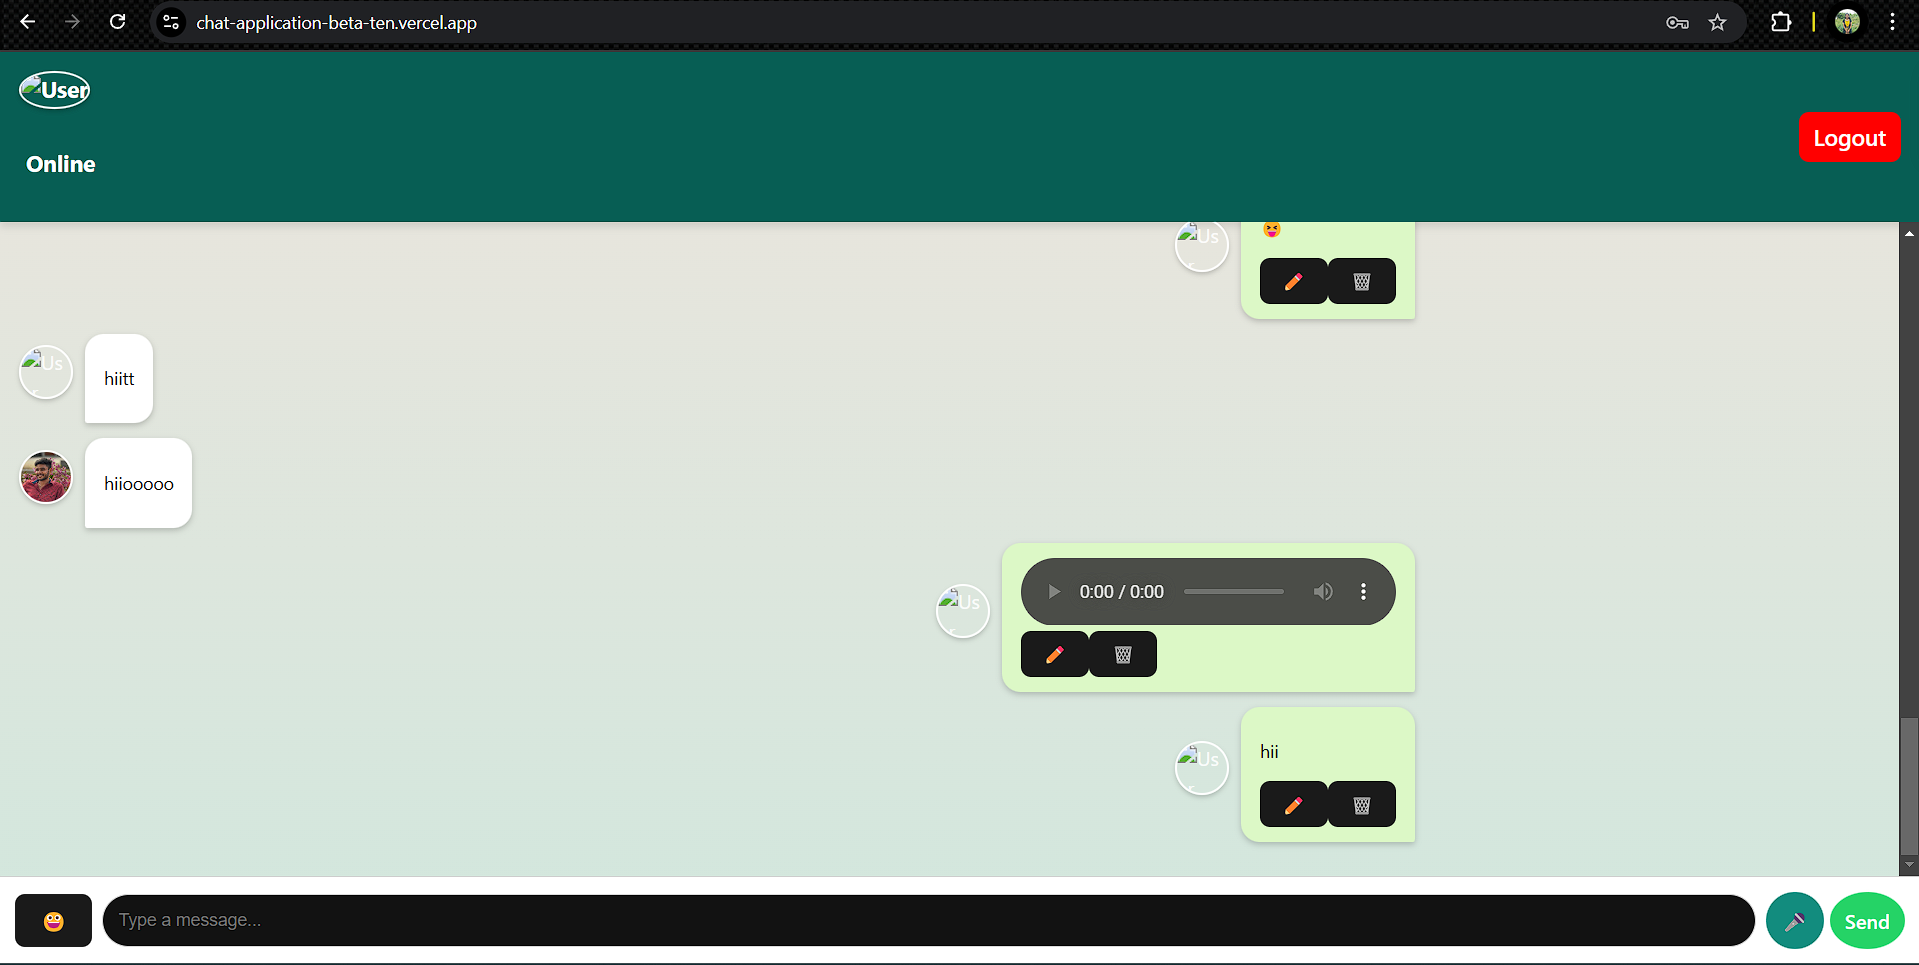 chat-application-beta-ten.vercel.app
User
Online
Logout
Us
😝
Us
hiitt
hiiooooo
Us
0:00 / 0:00
Us
hii
Type a message...
Send